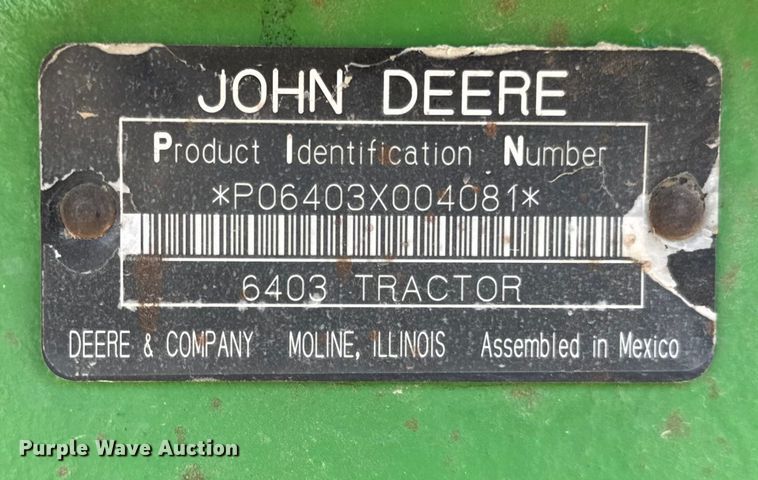 JOHN DEERE
Product Identification Number
*P06403X004081*
6403 TRACTOR
DEERE & COMPANY MOLINE, ILLINOIS Assembled in Mexico
Purple Wave Auction